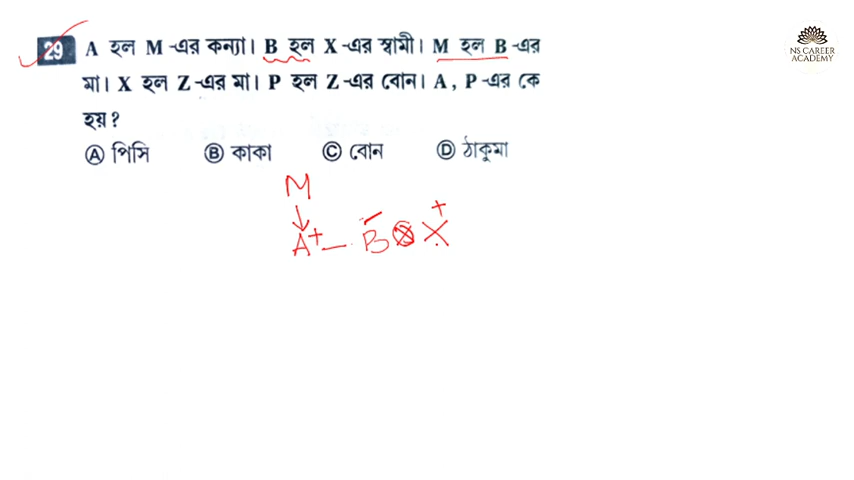 29 A হল M-এর কন্যা। B হল X-এর স্বামী। M হল B-এর
মা। X হল Z-এর মা। P হল Z-এর বোন। A, P-এর কে
হয়?
Ⓐ পিসি Ⓑ কাকা Ⓒ বোন Ⓓ ঠাকুমা
NS CAREER
ACADEMY
M
A+ — B X+